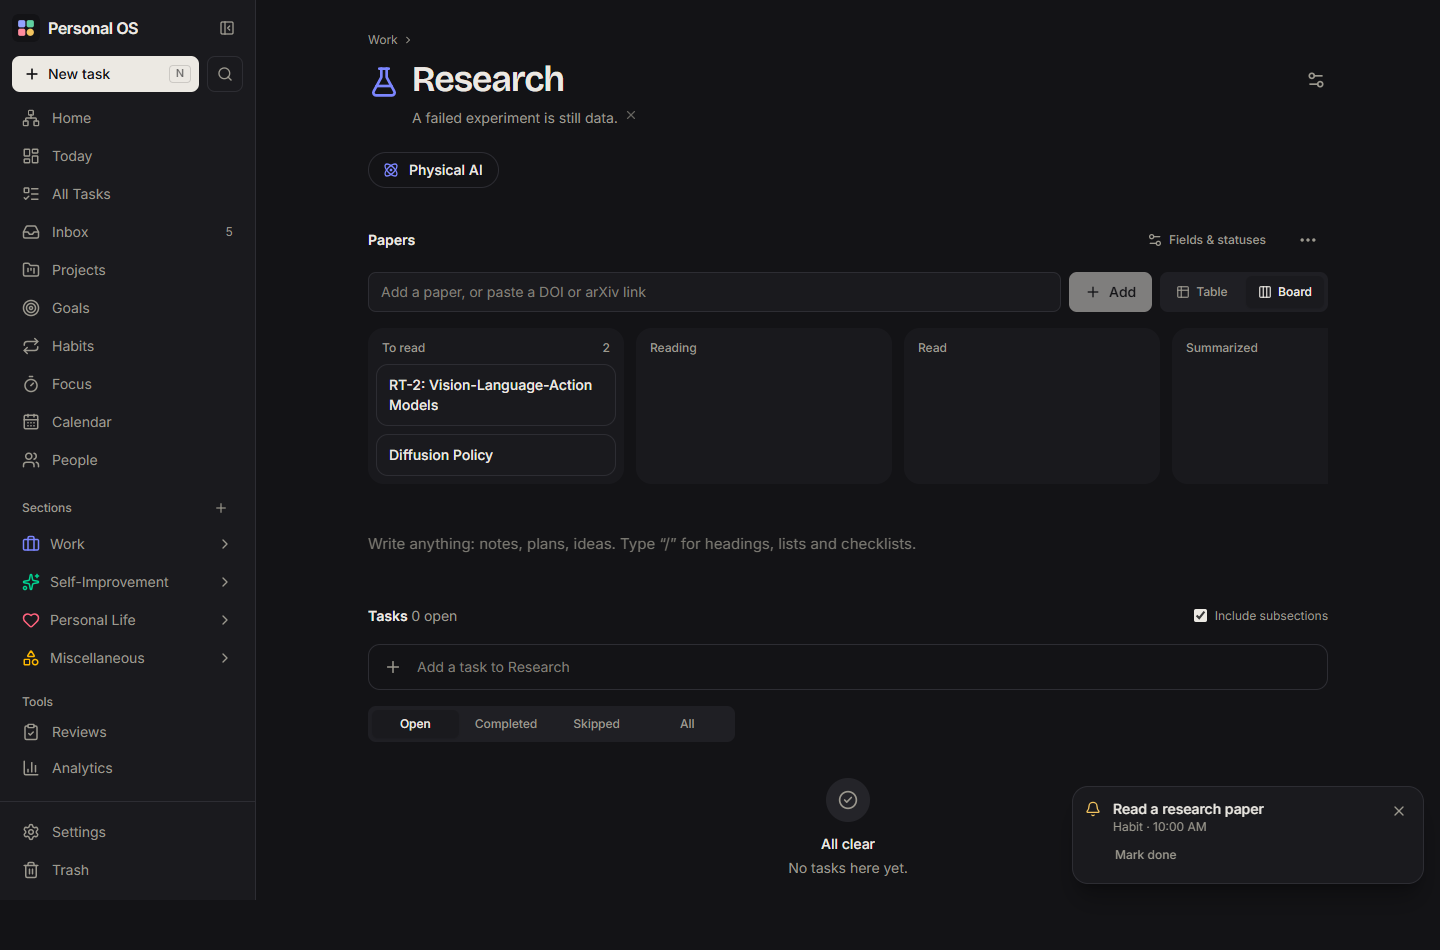 Personal OS
New task
N
Home
Today
All Tasks
Inbox
5
Projects
Goals
Habits
Focus
Calendar
People
Sections
Work
Self-Improvement
Personal Life
Miscellaneous
Tools
Reviews
Analytics
Settings
Trash
Work
Research
A failed experiment is still data.
Physical AI
Papers
Fields & statuses
Add a paper, or paste a DOI or arXiv link
Add
Table
Board
To read
2
RT-2: Vision-Language-Action
Models
Diffusion Policy
Reading
Read
Summarized
Write anything: notes, plans, ideas. Type “/” for headings, lists and checklists.
Tasks 0 open
Include subsections
Add a task to Research
Open
Completed
Skipped
All
All clear
No tasks here yet.
Read a research paper
Habit · 10:00 AM
Mark done